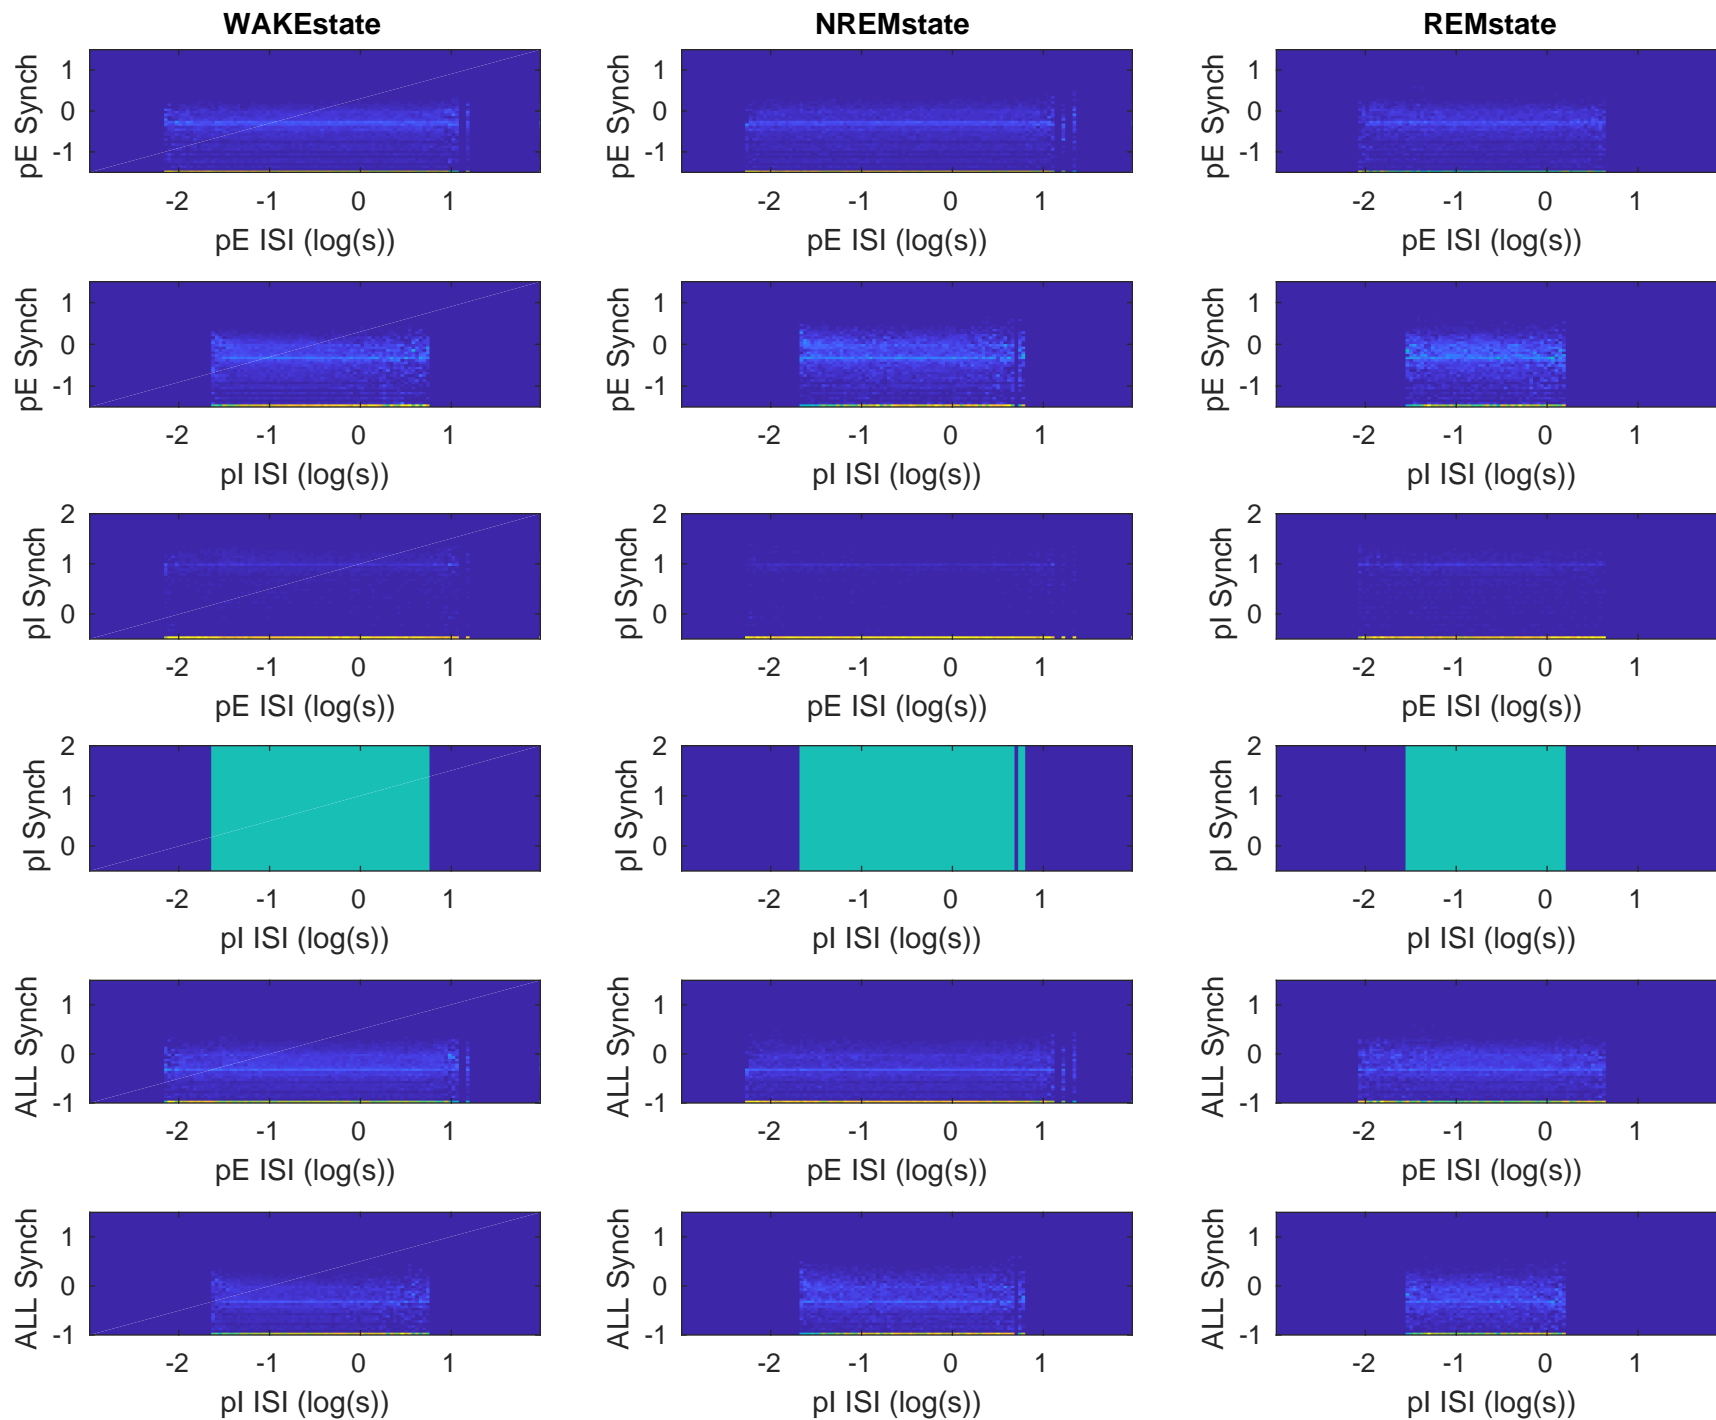 WAKEstate NREMstate REMstate
pE Synch 1 0 -1 pE Synch 1 0 -1 pE Synch 1 0 -1
-2 -1 0 1 -2 -1 0 1 -2 -1 0 1
pE ISI (log(s)) pE ISI (log(s)) pE ISI (log(s))
pE Synch 1 0 -1 pE Synch 1 0 -1 pE Synch 1 0 -1
-2 -1 0 1 -2 -1 0 1 -2 -1 0 1
pI ISI (log(s)) pI ISI (log(s)) pI ISI (log(s))
pI Synch 2 1 0 pI Synch 2 1 0 pI Synch 2 1 0
-2 -1 0 1 -2 -1 0 1 -2 -1 0 1
pE ISI (log(s)) pE ISI (log(s)) pE ISI (log(s))
pI Synch 2 1 0 pI Synch 2 1 0 pI Synch 2 1 0
-2 -1 0 1 -2 -1 0 1 -2 -1 0 1
pI ISI (log(s)) pI ISI (log(s)) pI ISI (log(s))
ALL Synch 1 0 -1 ALL Synch 1 0 -1 ALL Synch 1 0 -1
-2 -1 0 1 -2 -1 0 1 -2 -1 0 1
pE ISI (log(s)) pE ISI (log(s)) pE ISI (log(s))
ALL Synch 1 0 -1 ALL Synch 1 0 -1 ALL Synch 1 0 -1
-2 -1 0 1 -2 -1 0 1 -2 -1 0 1
pI ISI (log(s)) pI ISI (log(s)) pI ISI (log(s))